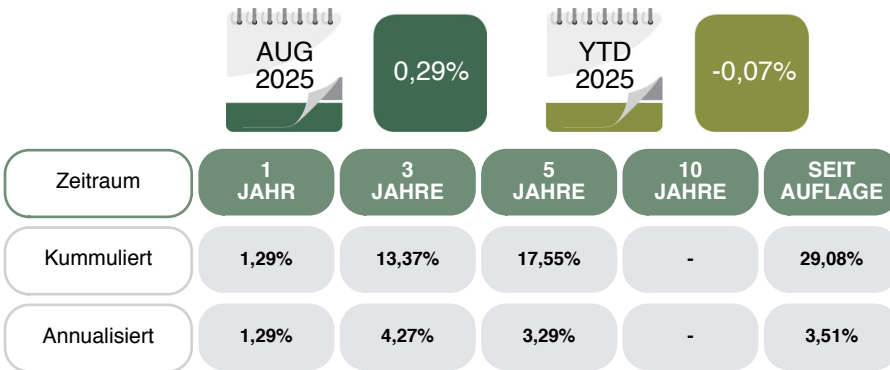 AUG
2025
0,29%
YTD
2025
-0,07%
Zeitraum
1
JAHR
3
JAHRE
5
JAHRE
10
JAHRE
SEIT
AUFLAGE
Kummuliert
1,29%
13,37%
17,55%
-
29,08%
Annualisiert
1,29%
4,27%
3,29%
-
3,51%